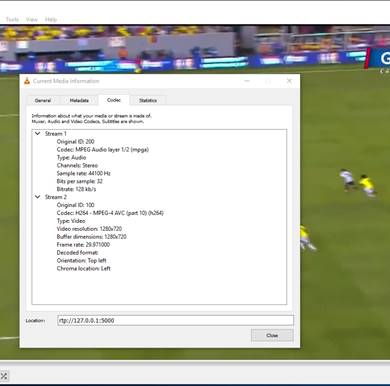 Tools View Help
Current Media Information
General Metadata Codec Statistics
Information about what your media or stream is made of.
Muxer, Audio and Video Codecs, Subtitles are shown.
Stream 1
Original ID: 200
Codec: MPEG Audio layer 1/2 (mpga)
Type: Audio
Channels: Stereo
Sample rate: 44100 Hz
Bits per sample: 32
Bitrate: 128 kb/s
Stream 2
Original ID: 100
Codec: H264 - MPEG-4 AVC (part 10) (h264)
Type: Video
Video resolution: 1280x720
Buffer dimensions: 1280x720
Frame rate: 29.971000
Decoded format:
Orientation: Top left
Chroma location: Left
Location: rtp://127.0.0.1:5000
Close